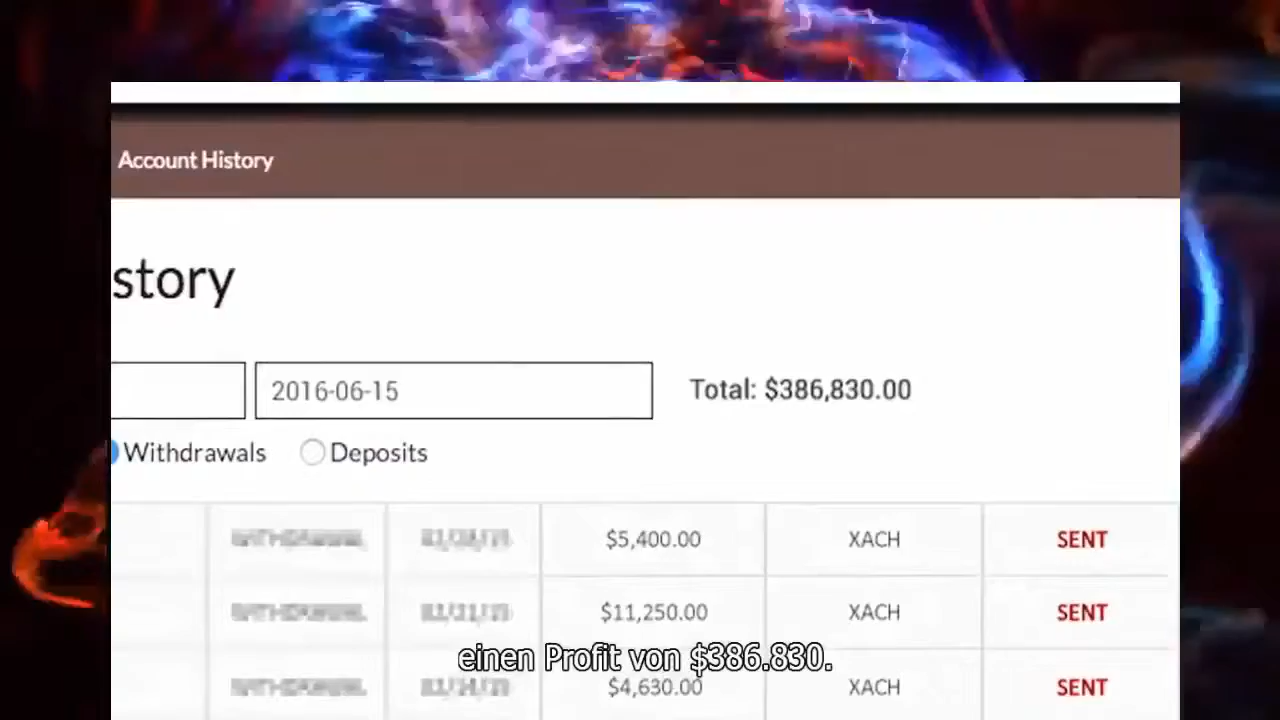 Account History
story
2016-06-15 Total: $386,830.00
Withdrawals Deposits
$5,400.00 XACH SENT
$11,250.00 XACH SENT
einen Profit von $386.830.
$4,630.00 XACH SENT